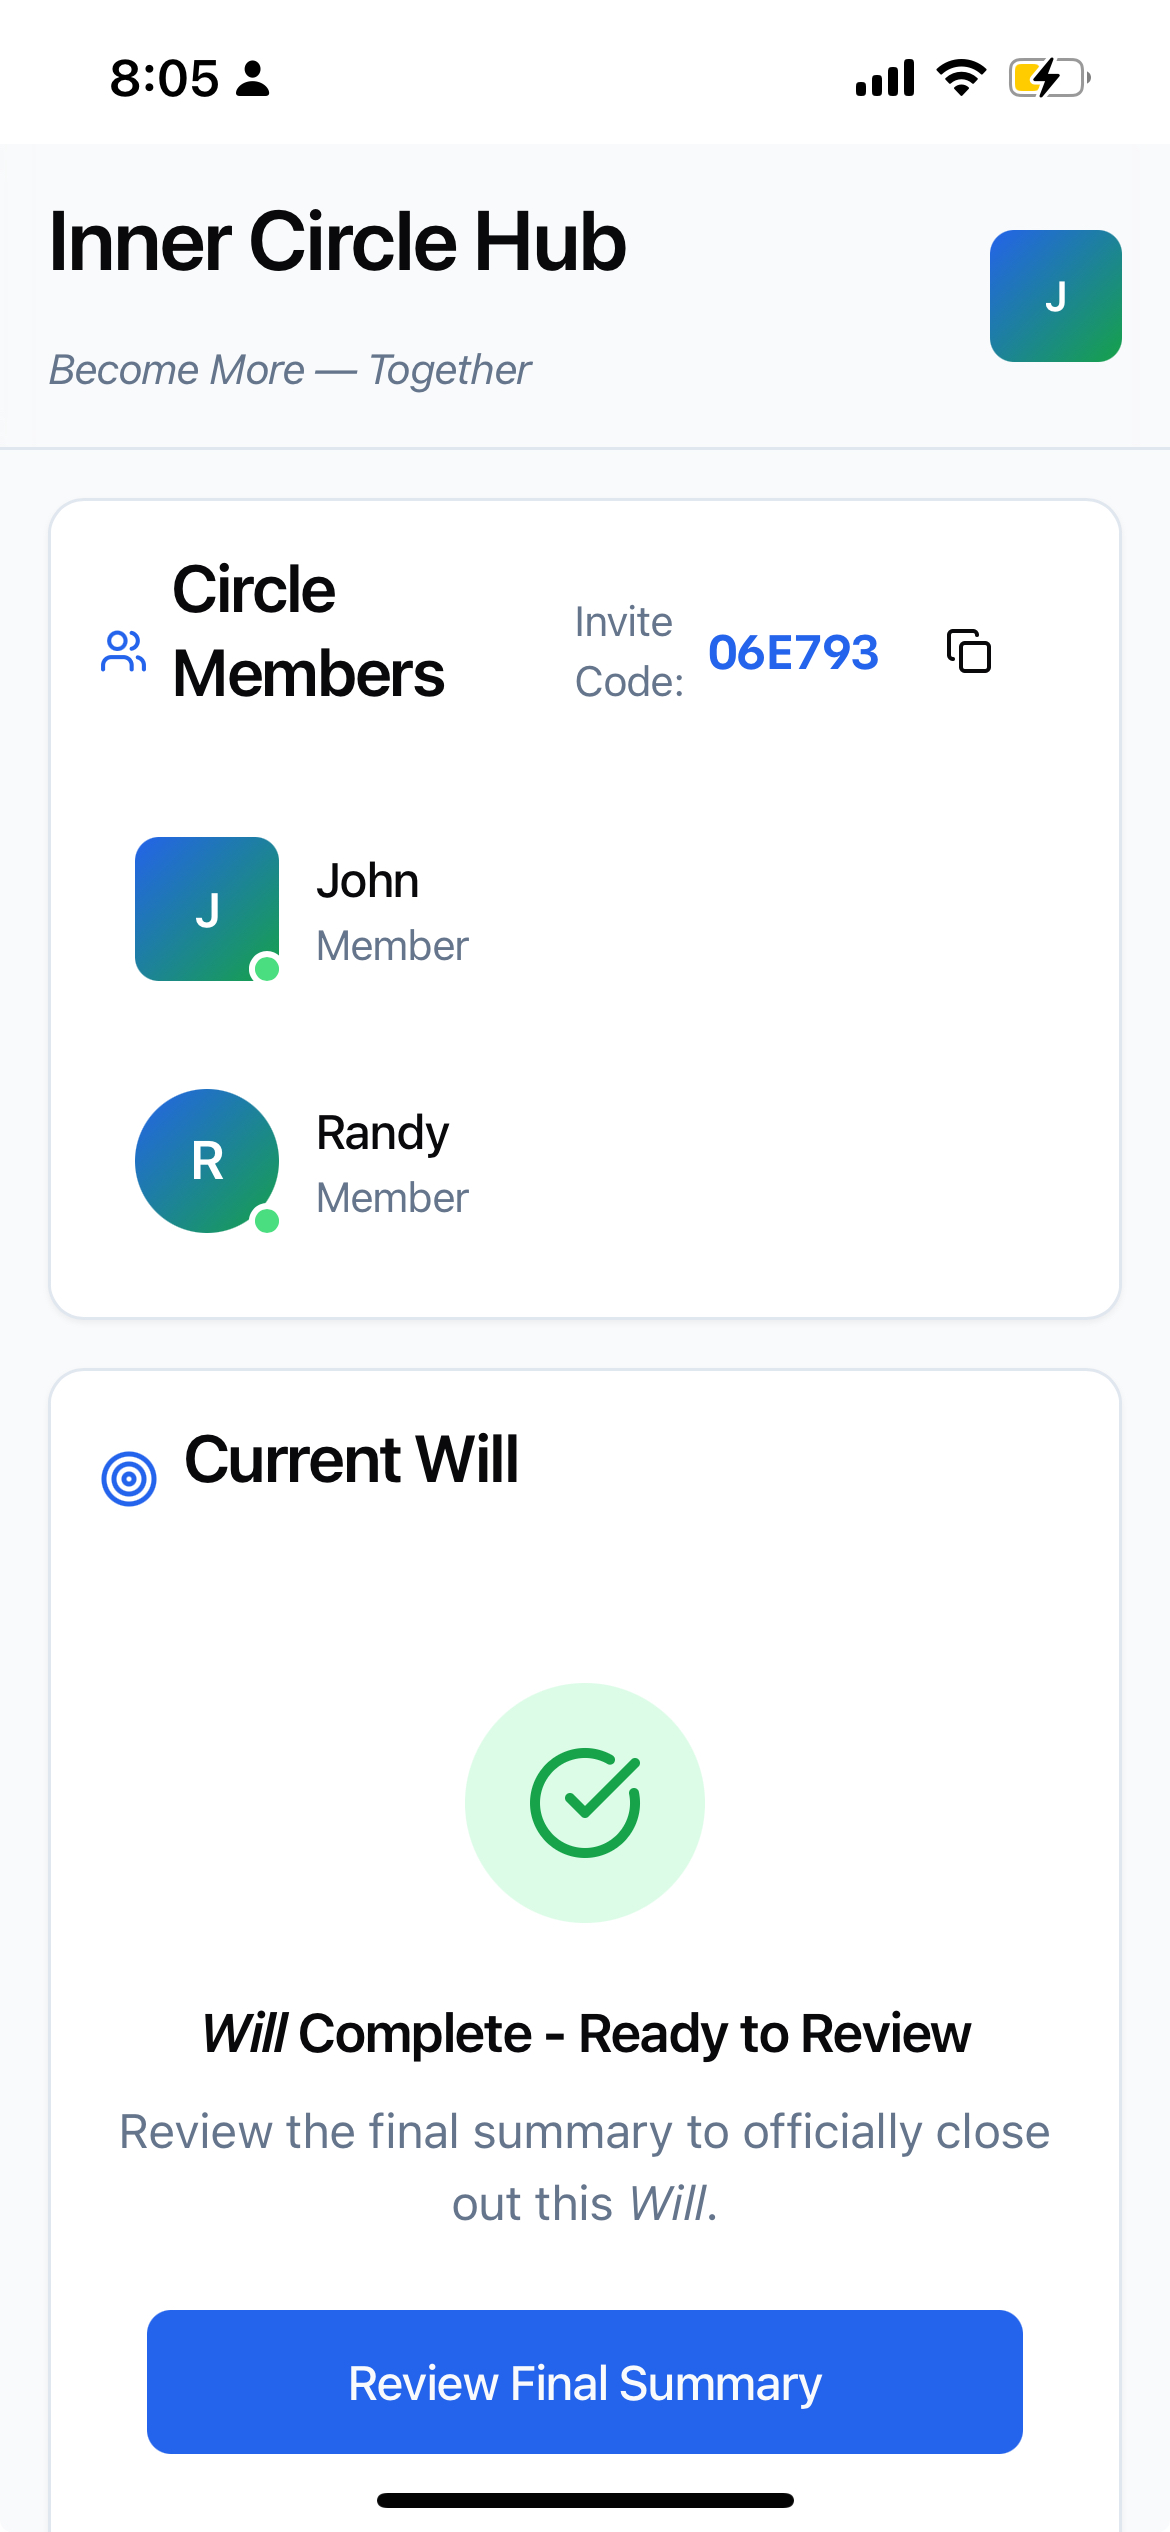 8:05
Inner Circle Hub
J
Become More — Together
Circle
Members
Invite
Code:
06E793
J
John
Member
R
Randy
Member
Current Will
Will Complete - Ready to Review
Review the final summary to officially close
out this Will.
Review Final Summary